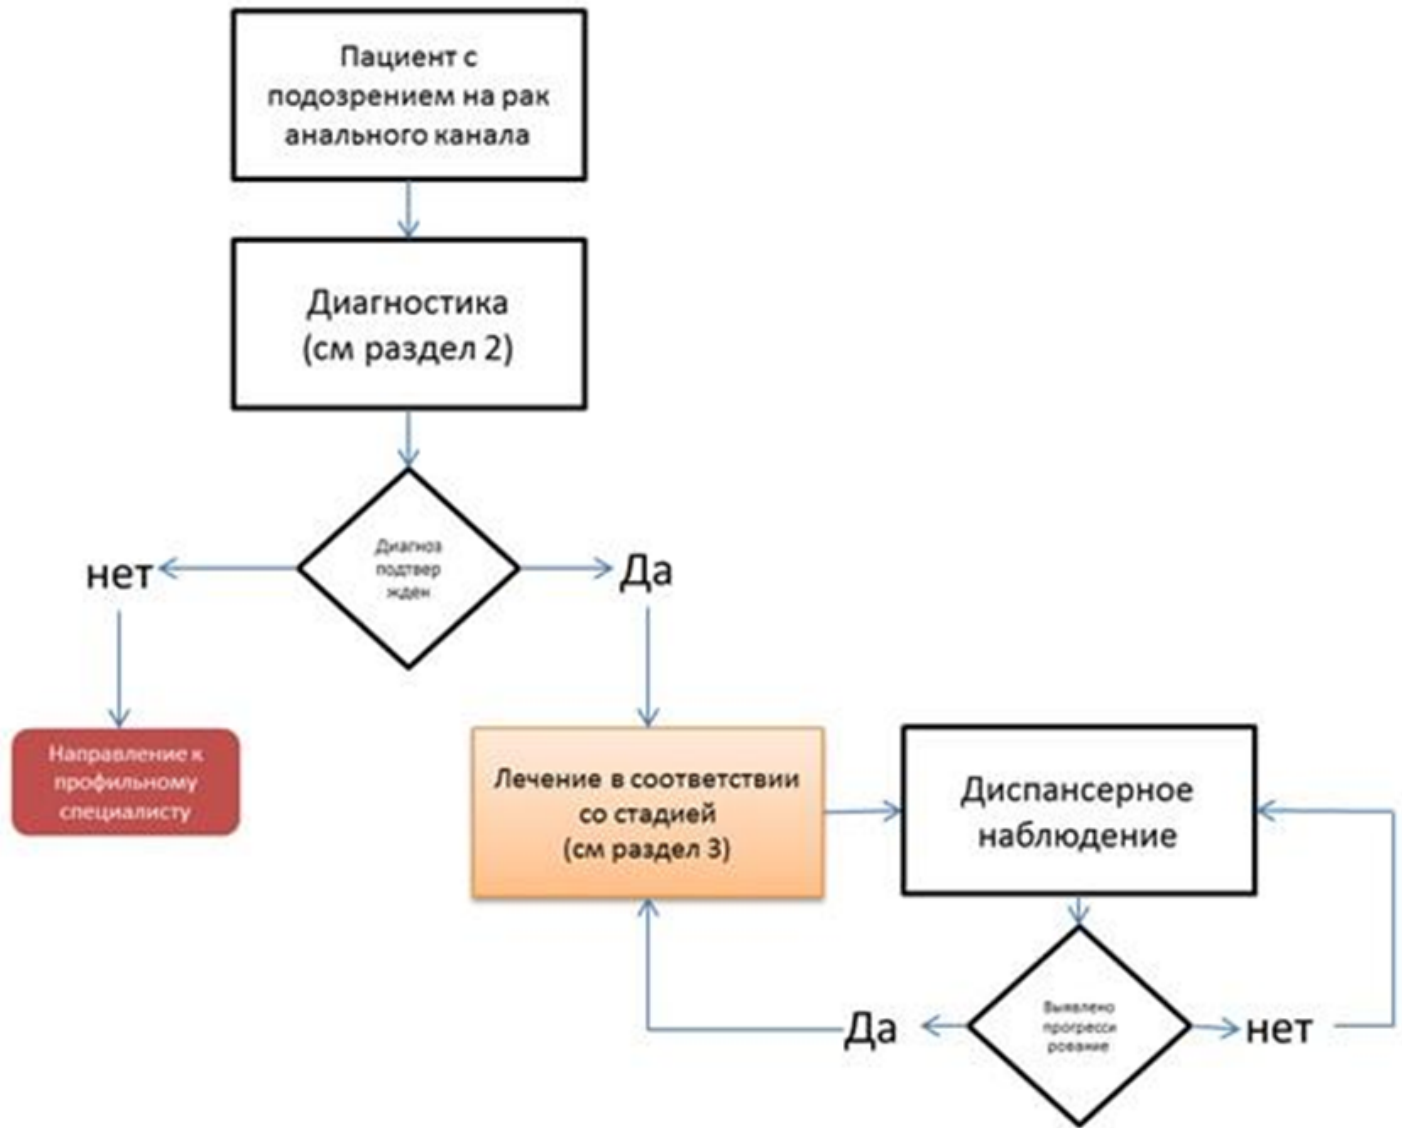 Пациент с
подозрением на рак
анального канала
Диагностика
(см раздел 2)
Диагноз
подтвер
жден
нет
Да
Направление к
профильному
специалисту
Лечение в соответствии
со стадией
(см раздел 3)
Диспансерное
наблюдение
Выявлено
прогресси
рование
Да
нет